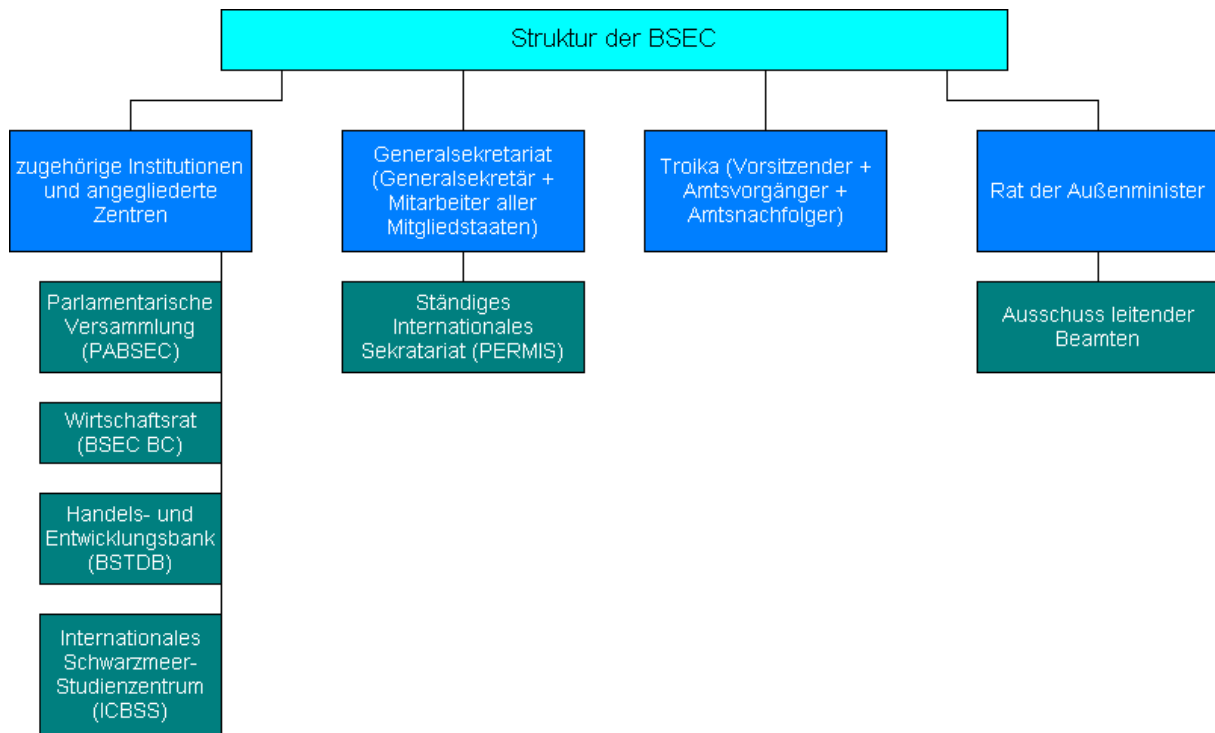 Struktur der BSEC
zugehörige Institutionen
und angegliederte
Zentren
Generalsekretariat
(Generalsekretär +
Mitarbeiter aller
Mitgliedstaaten)
Troika (Vorsitzender +
Amtsvorgänger +
Amtsnachfolger)
Rat der Außenminister
Parlamentarische
Versammlung
(PABSEC)
Ständiges
Internationales
Sekratariat (PERMIS)
Ausschuss leitender
Beamten
Wirtschaftsrat
(BSEC BC)
Handels- und
Entwicklungsbank
(BSTDB)
Internationales
Schwarzmeer-
Studienzentrum
(ICBSS)